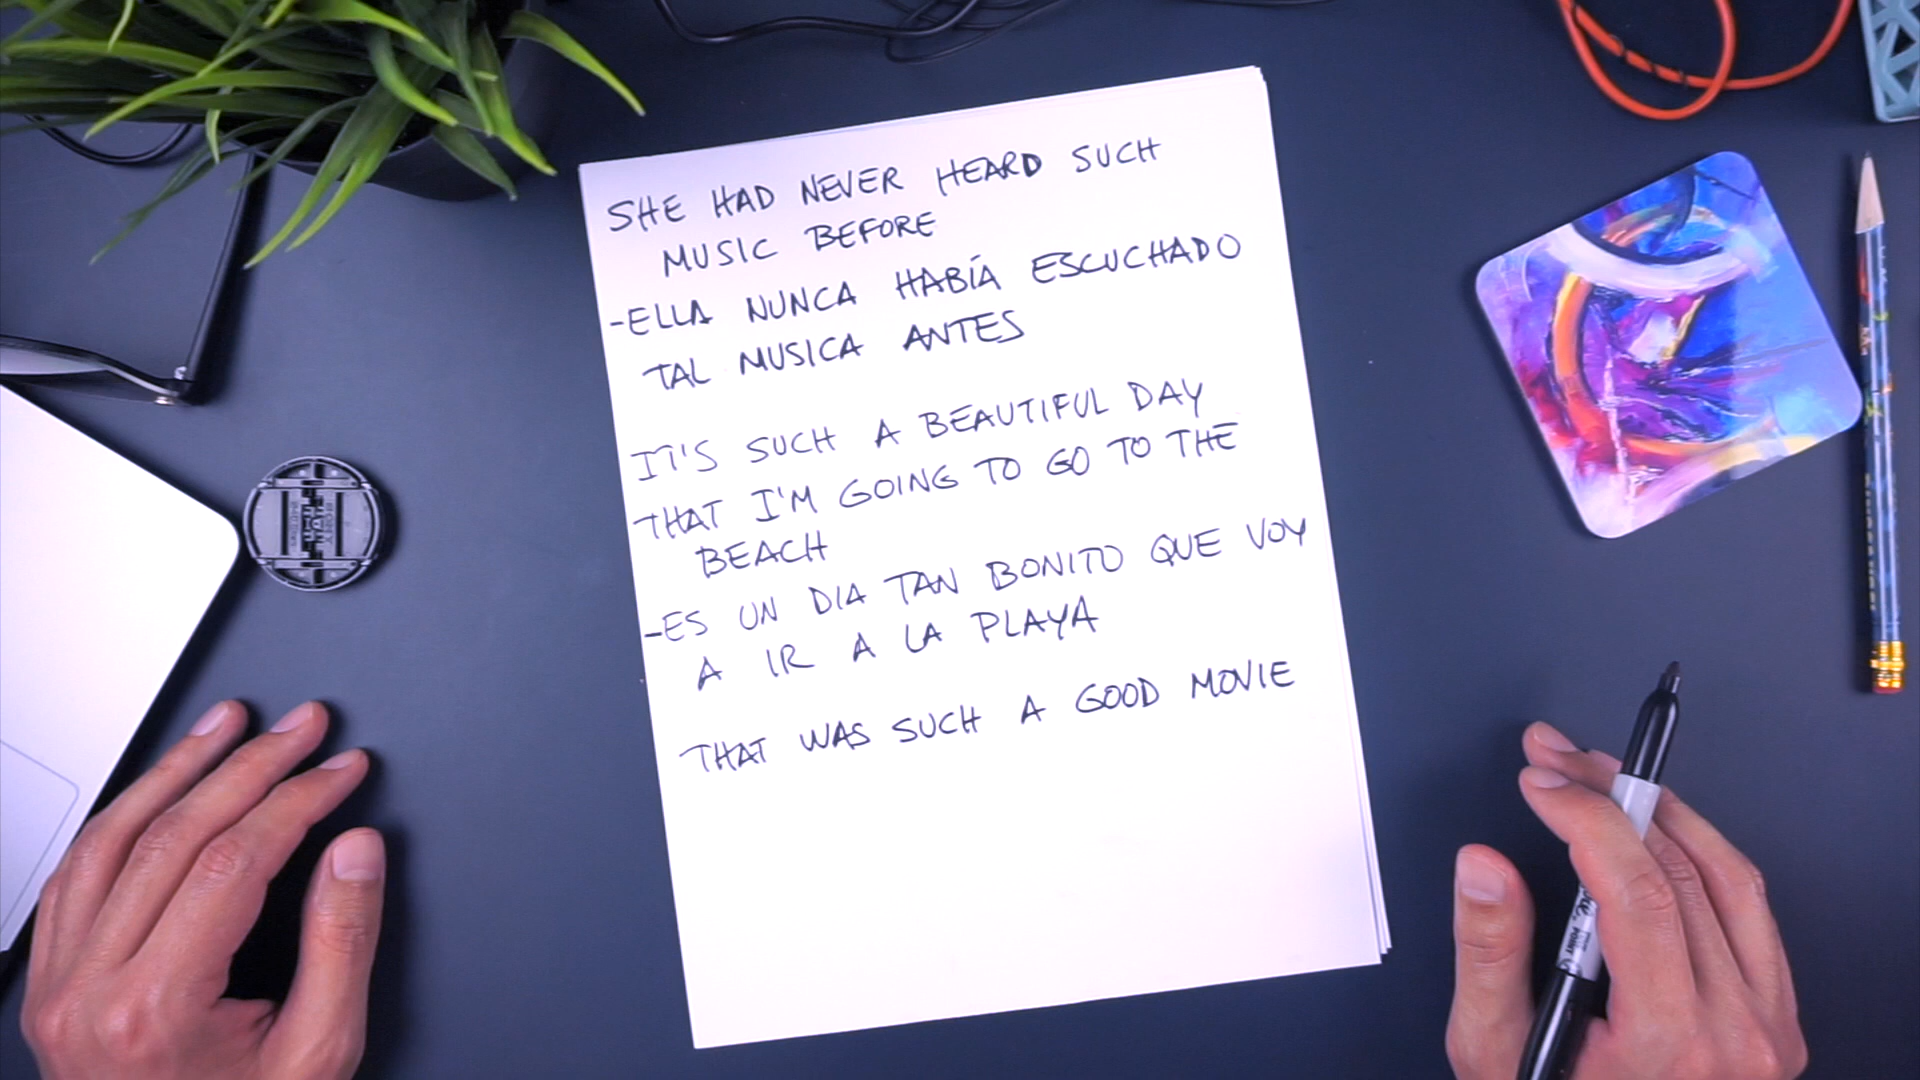 SHE HAD NEVER HEARD SUCH
MUSIC BEFORE
-ELLA NUNCA HABÍA ESCUCHADO
TAL MUSICA ANTES
IT'S SUCH A BEAUTIFUL DAY
THAT I'M GOING TO GO TO THE
BEACH
-ES UN DIA TAN BONITO QUE VOY
A IR A LA PLAYA
THAT WAS SUCH A GOOD MOVIE